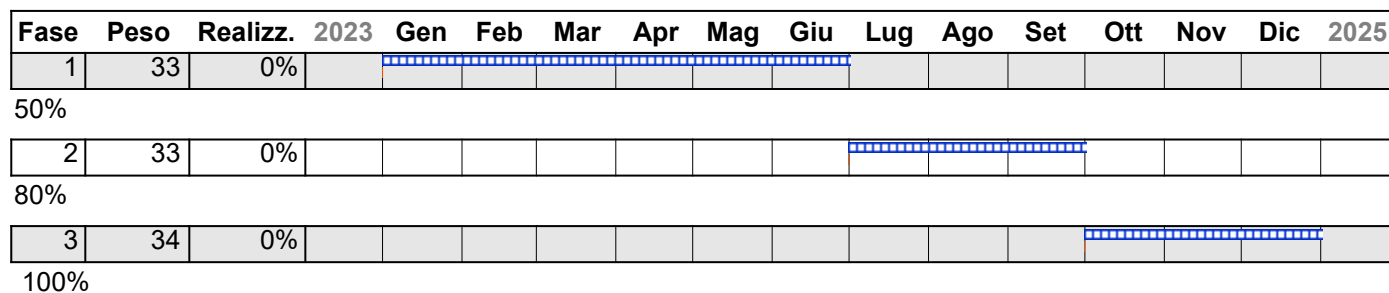 Fase Peso Realizz. 2023 Gen Feb Mar Apr Mag Giu Lug Ago Set Ott Nov Dic 2025
1 33 0%
50%
2 33 0%
80%
3 34 0%
100%